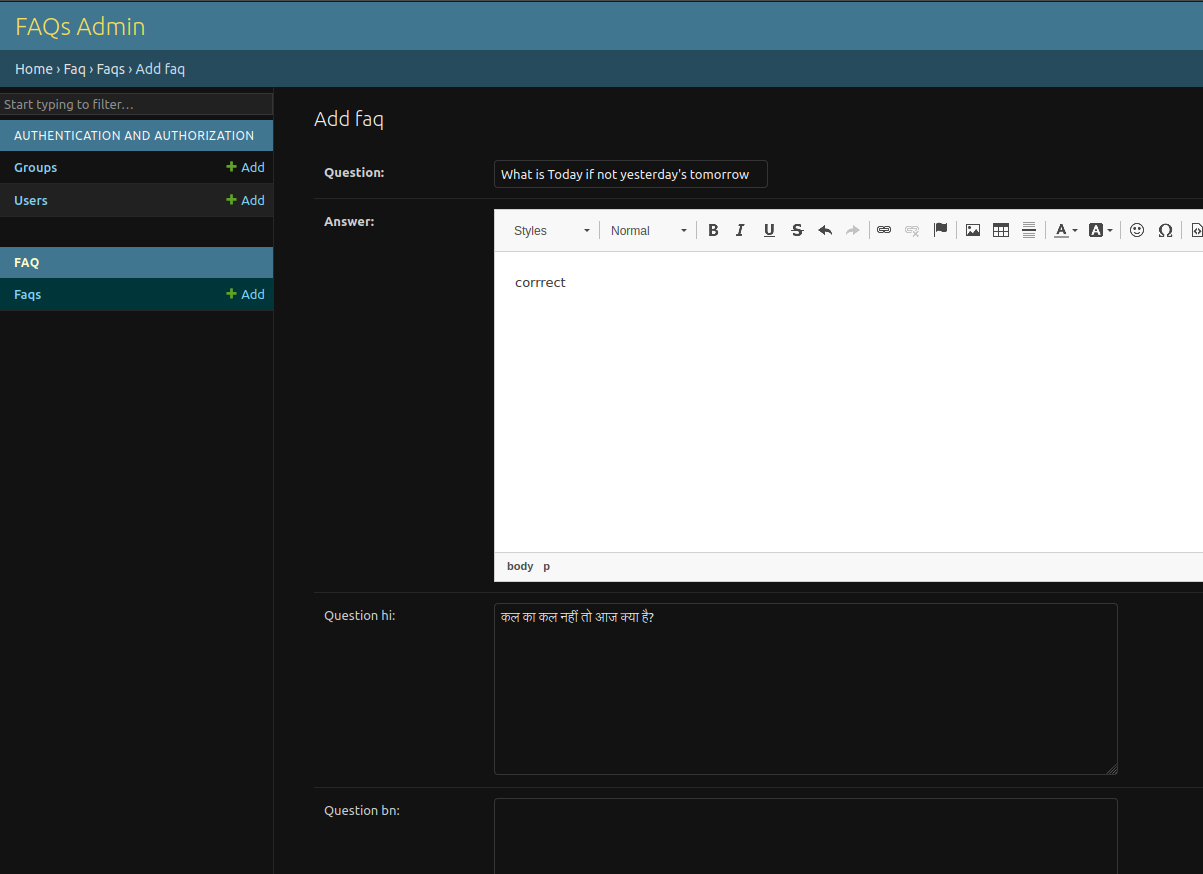 FAQs Admin
Home › Faq › Faqs › Add faq
Start typing to filter…
AUTHENTICATION AND AUTHORIZATION
Groups + Add
Users + Add
FAQ
Faqs + Add
Add faq
Question: What is Today if not yesterday's tomorrow
Answer:
Styles Normal B I U S A A Ω
corrrect
body p
Question hi: कल का कल नहीं तो आज क्या है?
Question bn: